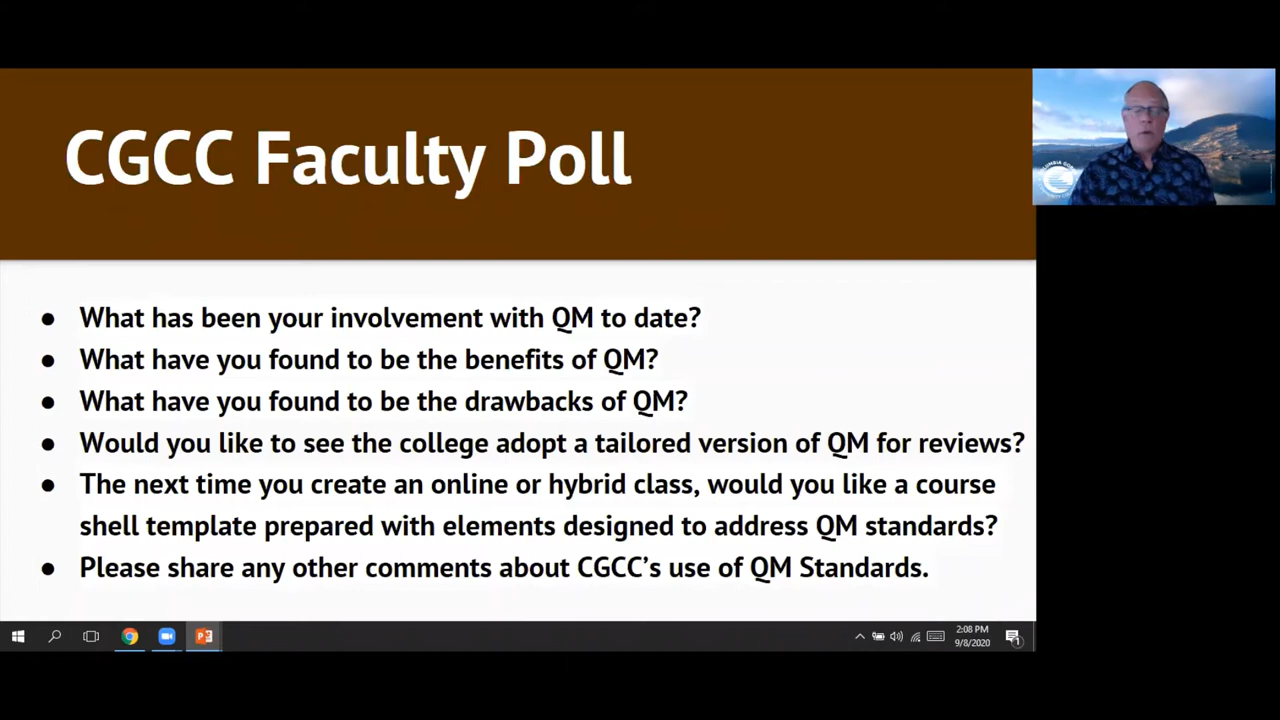 CGCC Faculty Poll
● What has been your involvement with QM to date?
● What have you found to be the benefits of QM?
● What have you found to be the drawbacks of QM?
● Would you like to see the college adopt a tailored version of QM for reviews?
● The next time you create an online or hybrid class, would you like a course
shell template prepared with elements designed to address QM standards?
● Please share any other comments about CGCC’s use of QM Standards.
2:08 PM
9/8/2020